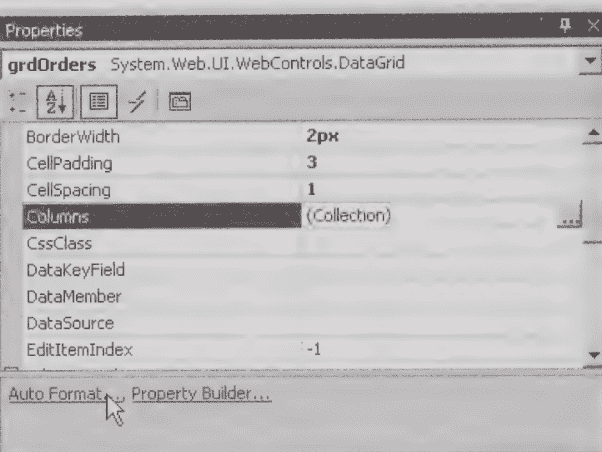 Properties
grdOrders System.Web.UI.WebControls.DataGrid
BorderWidth 2px
CellPadding 3
CellSpacing 1
Columns (Collection) ...
CssClass
DataKeyField
DataMember
DataSource
EditItemIndex -1
Auto Format... Property Builder...